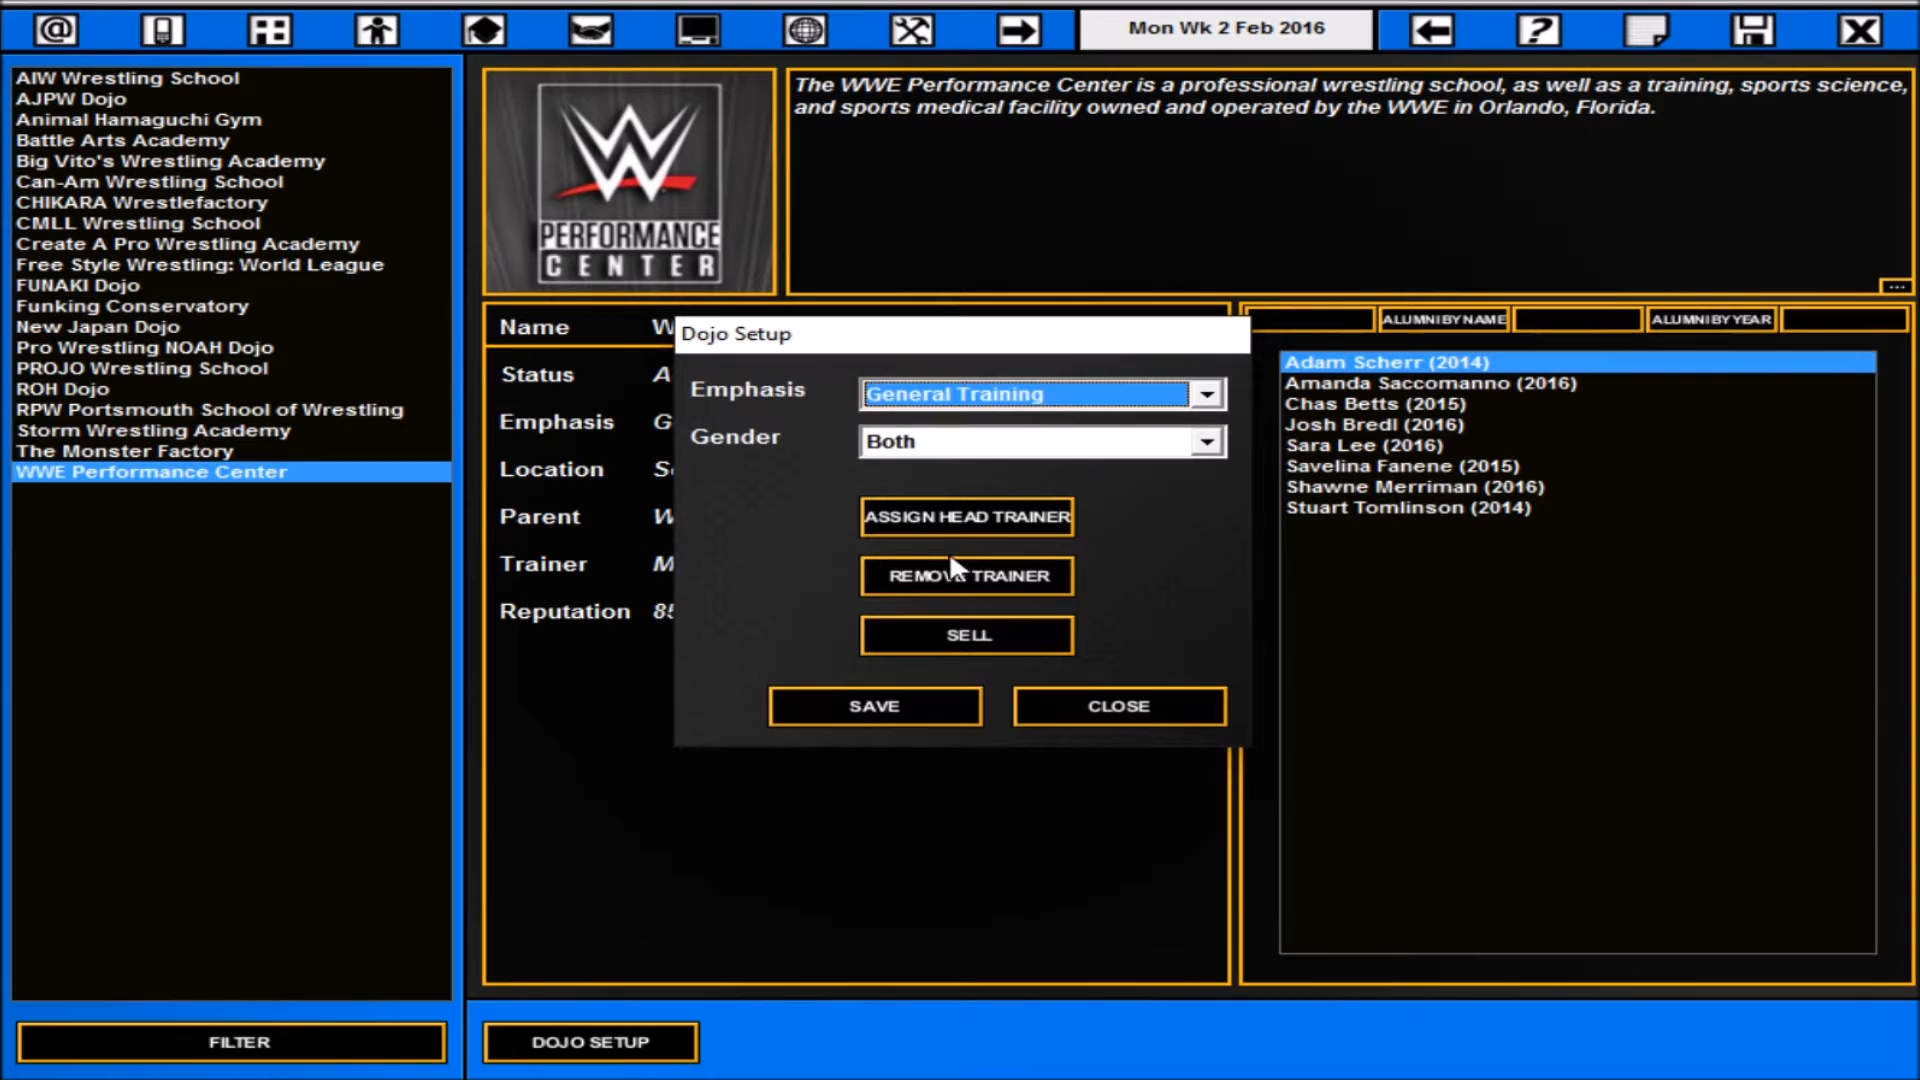 @
Mon Wk 2 Feb 2016
?
X
AIW Wrestling School
AJPW Dojo
Animal Hamaguchi Gym
Battle Arts Academy
Big Vito's Wrestling Academy
Can-Am Wrestling School
CHIKARA Wrestlefactory
CMLL Wrestling School
Create A Pro Wrestling Academy
Free Style Wrestling: World League
FUNAKI Dojo
Funking Conservatory
New Japan Dojo
Pro Wrestling NOAH Dojo
PROJO Wrestling School
ROH Dojo
RPW Portsmouth School of Wrestling
Storm Wrestling Academy
The Monster Factory
WWE Performance Center
FILTER
W
PERFORMANCE
CENTER
The WWE Performance Center is a professional wrestling school, as well as a training, sports science,
and sports medical facility owned and operated by the WWE in Orlando, Florida.
...
Name W
Status A
Emphasis G
Location S
Parent W
Trainer M
Reputation 85
Dojo Setup
Emphasis General Training
Gender Both
ASSIGN HEAD TRAINER
REMOVE TRAINER
SELL
SAVE CLOSE
ALUMNI BY NAME ALUMNI BY YEAR
Adam Scherr (2014)
Amanda Saccomanno (2016)
Chas Betts (2015)
Josh Bredl (2016)
Sara Lee (2016)
Savelina Fanene (2015)
Shawne Merriman (2016)
Stuart Tomlinson (2014)
DOJO SETUP